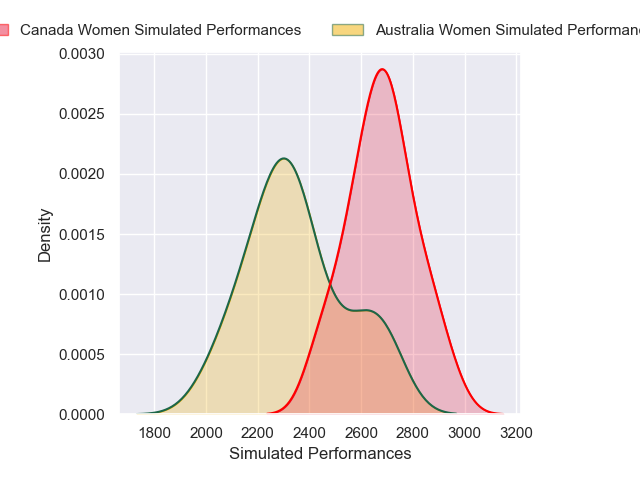 Canada Women Simulated Performances Australia Women Simulated
0.0030
0.0025
0.0020
0.0015
0.0010
0.0005
0.0000
Density
1800 2000 2200 2400 2600 2800 3000 3200
Simulated Performances